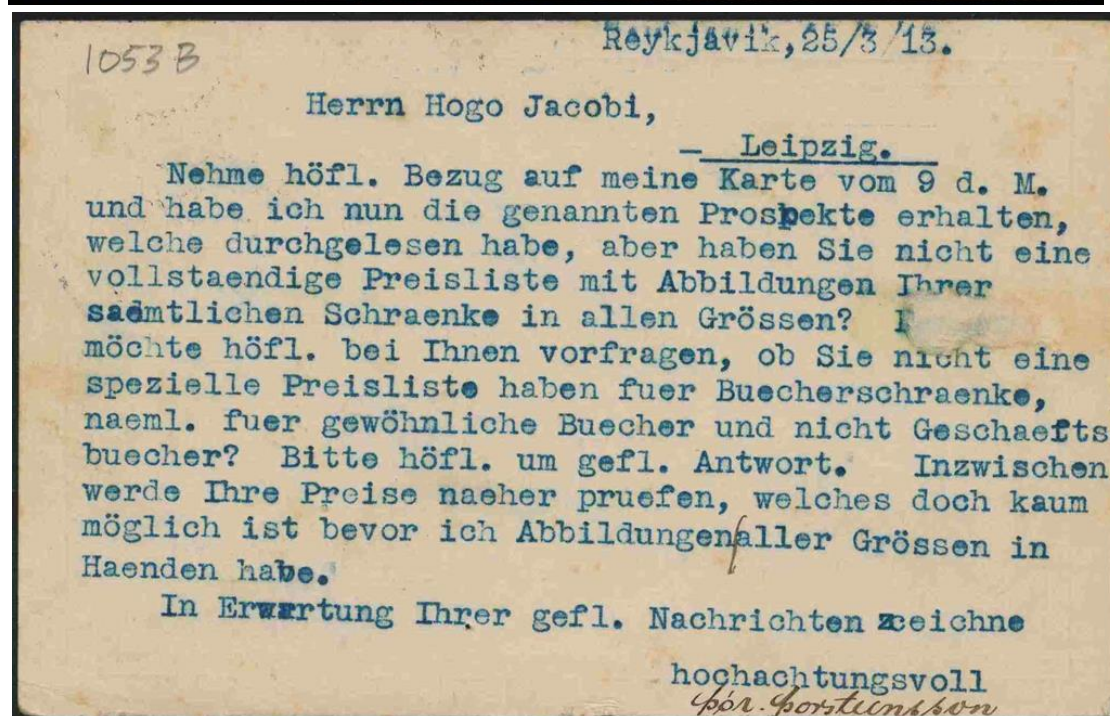 1053 B
Reykjavik, 25/3/13.
Herrn Hogo Jacobi,
– Leipzig.
Nehme höfl. Bezug auf meine Karte vom 9 d. M.
und habe ich nun die genannten Prospekte erhalten,
welche durchgelesen habe, aber haben Sie nicht eine
vollstaendige Preisliste mit Abbildungen Ihrer
saemtlichen Schraenke in allen Grössen?
möchte höfl. bei Ihnen vorfragen, ob Sie nicht eine
spezielle Preisliste haben fuer Buecherschraenke,
naeml. fuer gewöhnliche Buecher und nicht Geschaefts
buecher? Bitte höfl. um gefl. Antwort. Inzwischen
werde Ihre Preise naeher pruefen, welches doch kaum
möglich ist bevor ich Abbildungen/aller Grössen in
Haenden habe.
In Erwartung Ihrer gefl. Nachrichten zeichne
hochachtungsvoll
Þór. Þorsteinsson